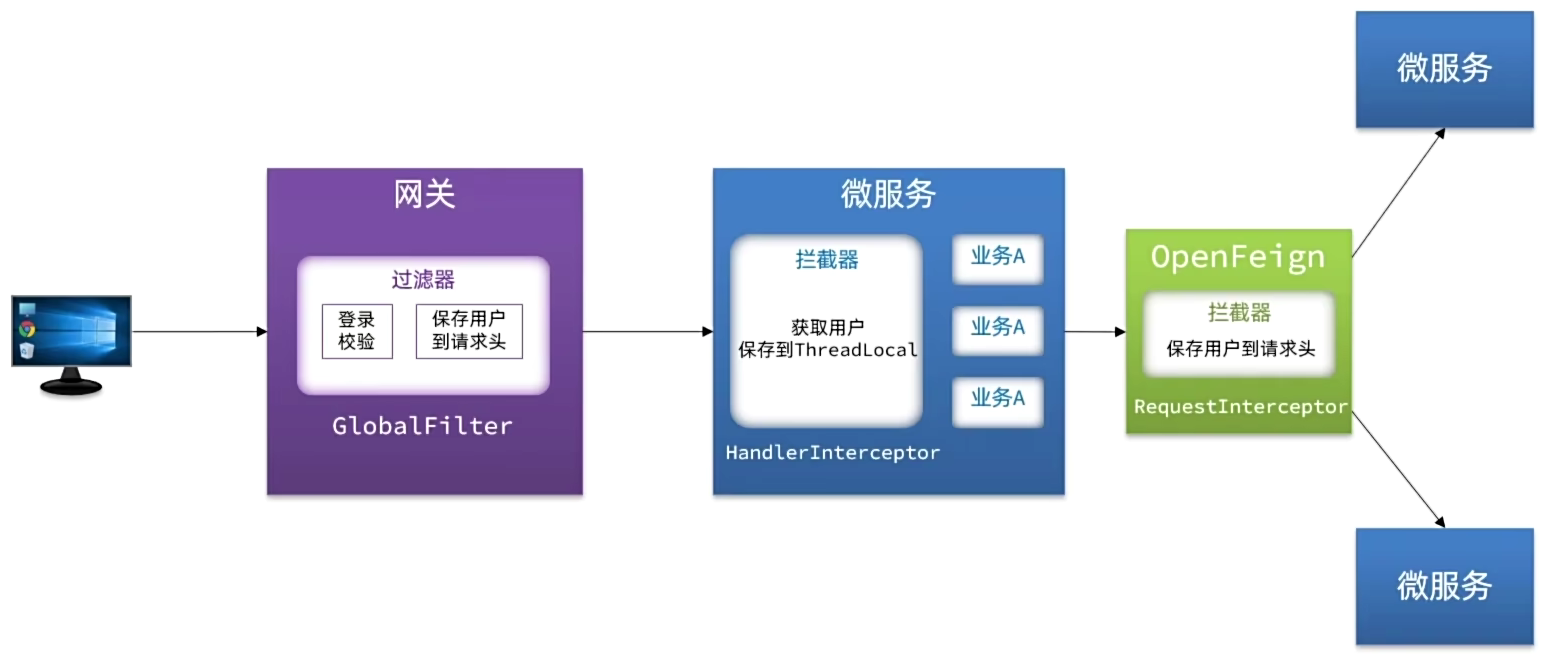 网关
过滤器
登录
校验
保存用户
到请求头
GlobalFilter
微服务
拦截器
获取用户
保存到ThreadLocal
HandlerInterceptor
业务A
业务A
业务A
OpenFeign
拦截器
保存用户到请求头
RequestInterceptor
微服务
微服务